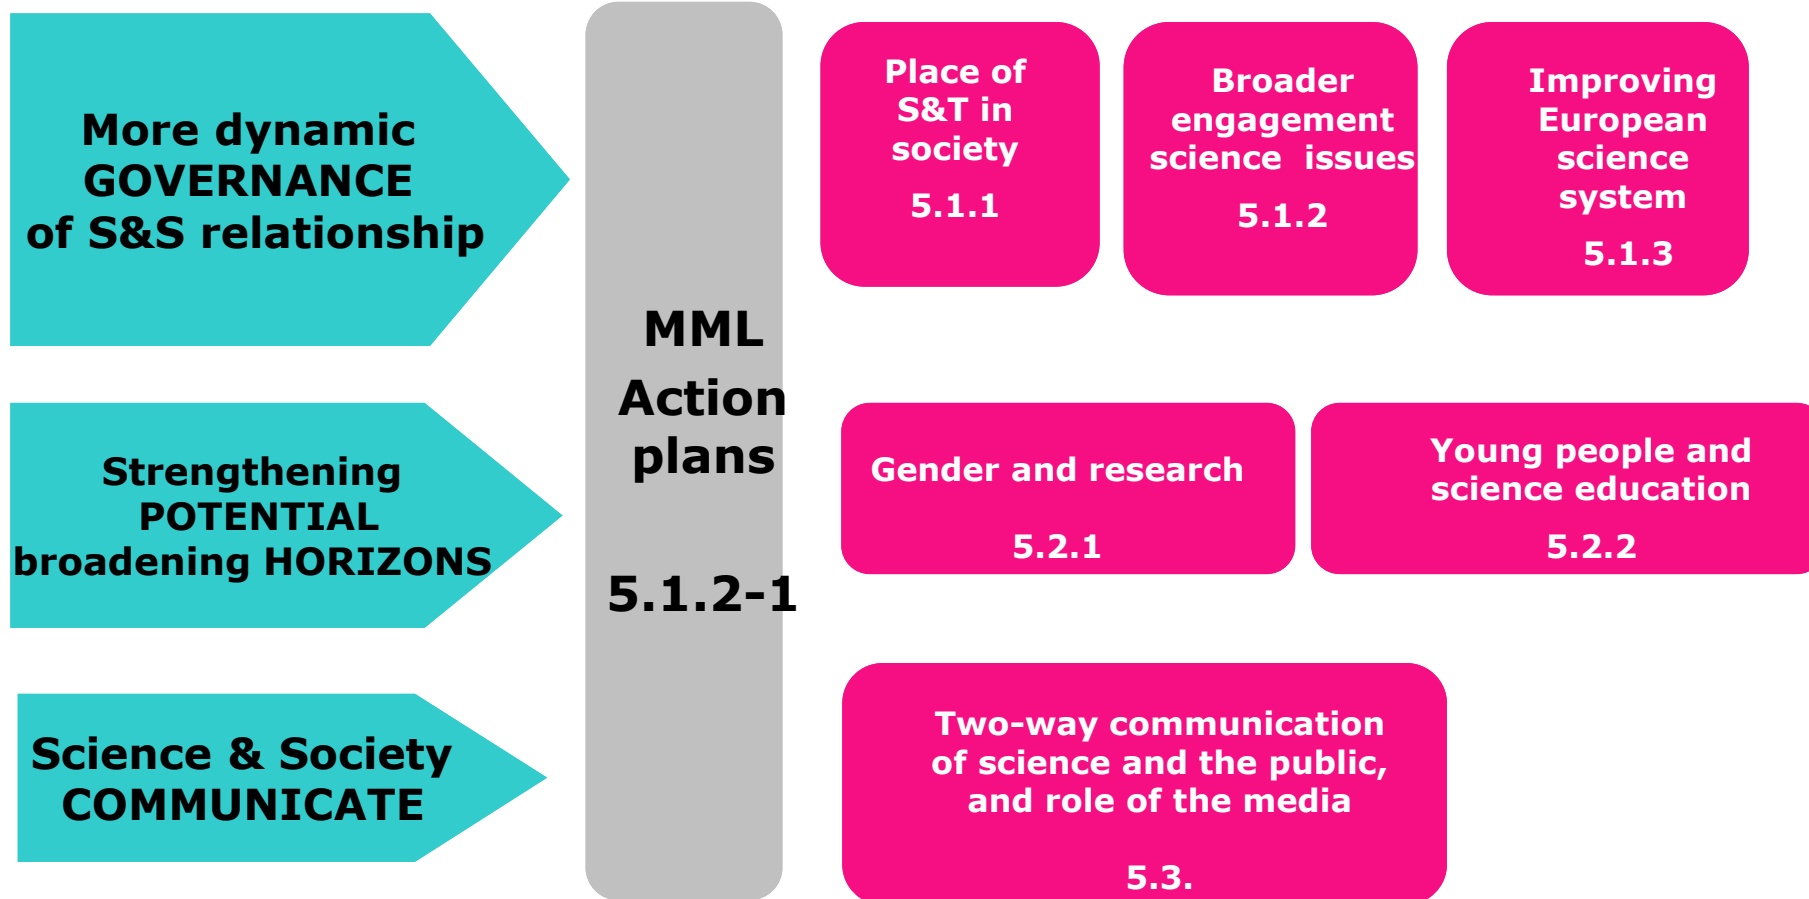 More dynamic
GOVERNANCE
of S&S relationship
MML
Action
plans
5.1.2-1
Place of
S&T in
society
5.1.1
Broader
engagement
science issues
5.1.2
Improving
European
science
system
5.1.3
Strengthening
POTENTIAL
broadening HORIZONS
Gender and research
5.2.1
Young people and
science education
5.2.2
Science & Society
COMMUNICATE
Two-way communication
of science and the public,
and role of the media
5.3.